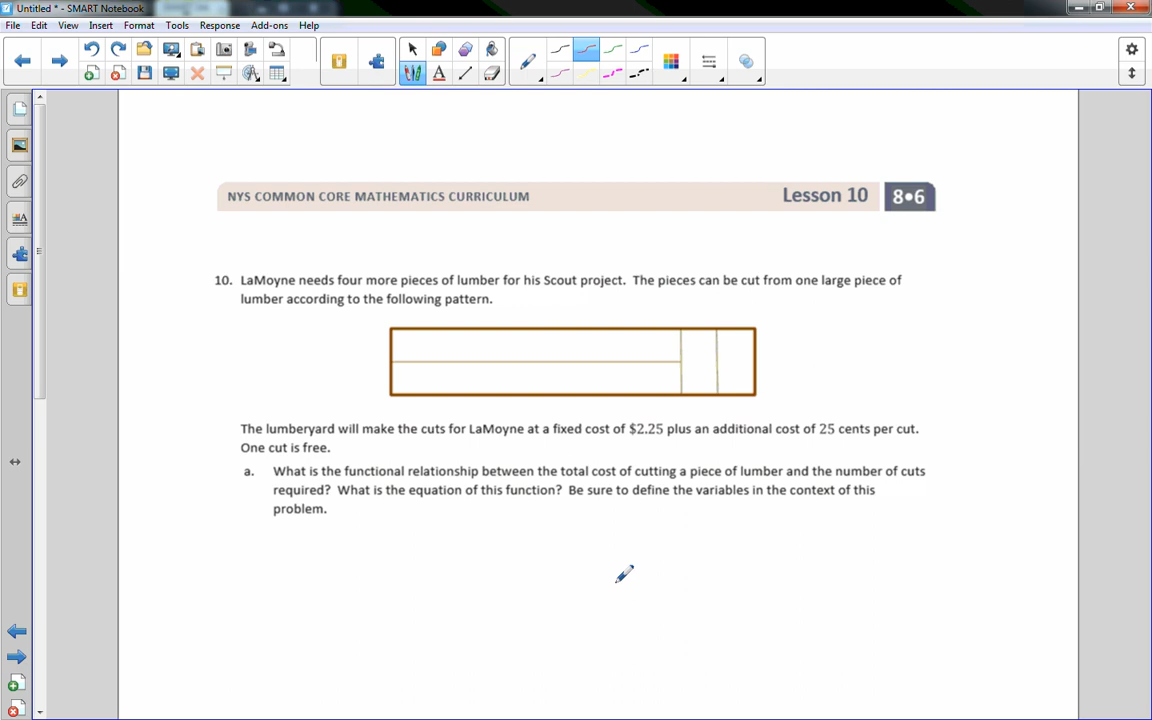 Untitled * - SMART Notebook
File Edit View Insert Format Tools Response Add-ons Help
NYS COMMON CORE MATHEMATICS CURRICULUM Lesson 10 8•6
10. LaMoyne needs four more pieces of lumber for his Scout project. The pieces can be cut from one large piece of
lumber according to the following pattern.
The lumberyard will make the cuts for LaMoyne at a fixed cost of $2.25 plus an additional cost of 25 cents per cut.
One cut is free.
a. What is the functional relationship between the total cost of cutting a piece of lumber and the number of cuts
required? What is the equation of this function? Be sure to define the variables in the context of this
problem.